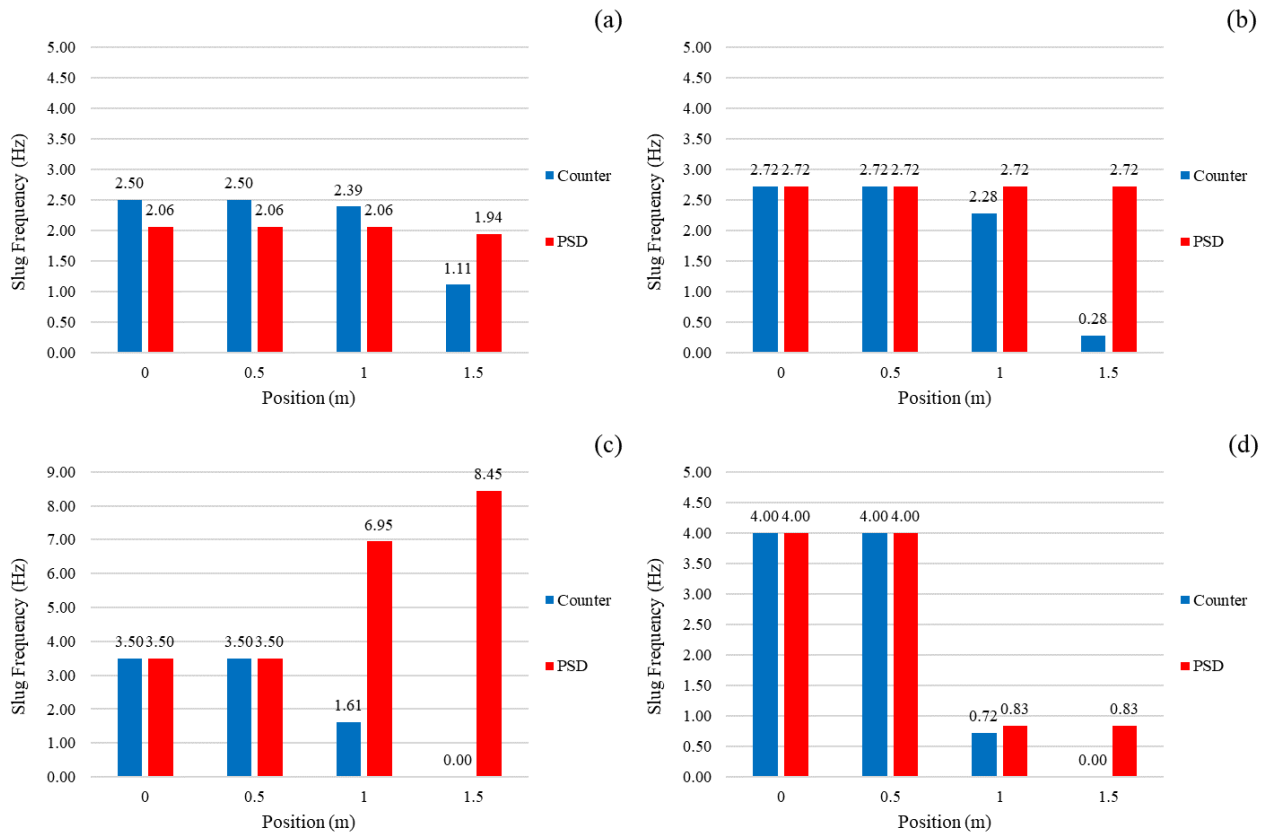 (a)
5.00
4.50
4.00
3.50
3.00
2.50
2.00
1.50
1.00
0.50
0.00
Slug Frequency (Hz)
2.50 2.06 2.50 2.06 2.39 2.06 1.11 1.94
0 0.5 1 1.5
Position (m)
Counter
PSD
(b)
5.00
4.50
4.00
3.50
3.00
2.50
2.00
1.50
1.00
0.50
0.00
Slug Frequency (Hz)
2.72 2.72 2.72 2.72 2.28 2.72 0.28 2.72
0 0.5 1 1.5
Position (m)
Counter
PSD
(c)
9.00
8.00
7.00
6.00
5.00
4.00
3.00
2.00
1.00
0.00
Slug Frequency (Hz)
3.50 3.50 3.50 3.50 1.61 6.95 0.00 8.45
0 0.5 1 1.5
Position (m)
Counter
PSD
(d)
5.00
4.50
4.00
3.50
3.00
2.50
2.00
1.50
1.00
0.50
0.00
Slug Frequency (Hz)
4.00 4.00 4.00 4.00 0.72 0.83 0.00 0.83
0 0.5 1 1.5
Position (m)
Counter
PSD